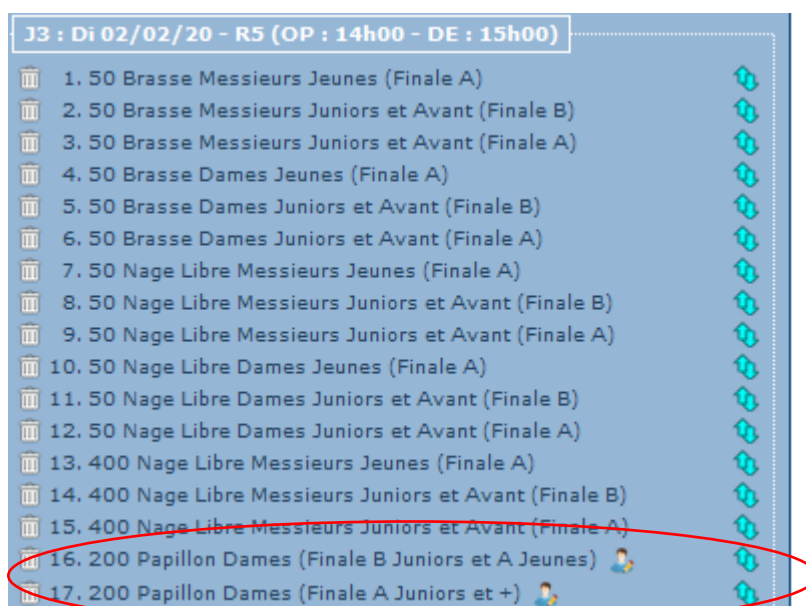 J3 : Di 02/02/20 - R5 (OP : 14h00 - DE : 15h00)
1. 50 Brasse Messieurs Jeunes (Finale A)
2. 50 Brasse Messieurs Juniors et Avant (Finale B)
3. 50 Brasse Messieurs Juniors et Avant (Finale A)
4. 50 Brasse Dames Jeunes (Finale A)
5. 50 Brasse Dames Juniors et Avant (Finale B)
6. 50 Brasse Dames Juniors et Avant (Finale A)
7. 50 Nage Libre Messieurs Jeunes (Finale A)
8. 50 Nage Libre Messieurs Juniors et Avant (Finale B)
9. 50 Nage Libre Messieurs Juniors et Avant (Finale A)
10. 50 Nage Libre Dames Jeunes (Finale A)
11. 50 Nage Libre Dames Juniors et Avant (Finale B)
12. 50 Nage Libre Dames Juniors et Avant (Finale A)
13. 400 Nage Libre Messieurs Jeunes (Finale A)
14. 400 Nage Libre Messieurs Juniors et Avant (Finale B)
15. 400 Nage Libre Messieurs Juniors et Avant (Finale A)
16. 200 Papillon Dames (Finale B Juniors et A Jeunes)
17. 200 Papillon Dames (Finale A Juniors et +)